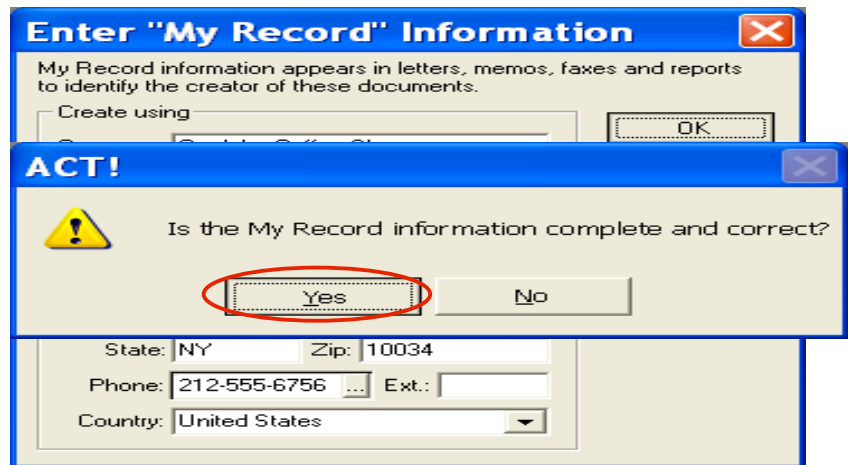 Enter "My Record" Information
My Record information appears in letters, memos, faxes and reports
to identify the creator of these documents.
Create using
OK
ACT!
Is the My Record information complete and correct?
Yes No
State: NY Zip: 10034
Phone: 212-555-6756 ... Ext.:
Country: United States